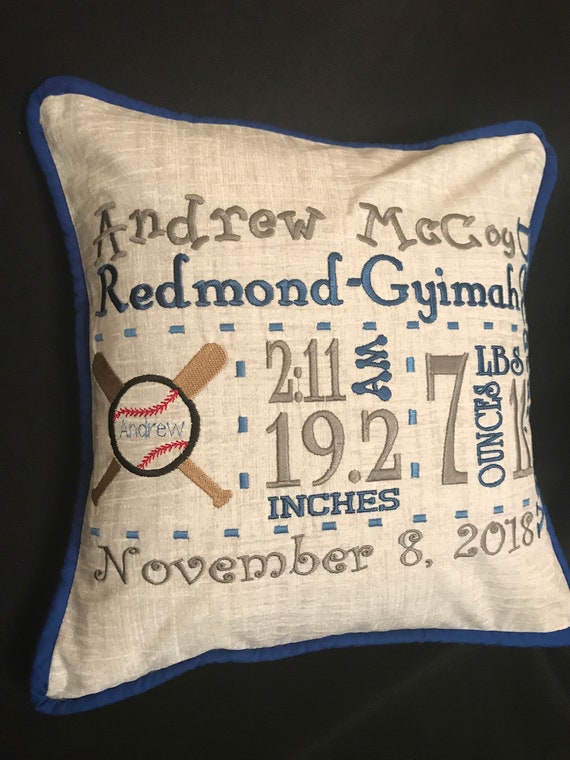 Andrew McCoy
Redmond-Gyimah
Andrew
2:11 AM
19.2
INCHES
7 LBS
OUNCES
November 8, 2018